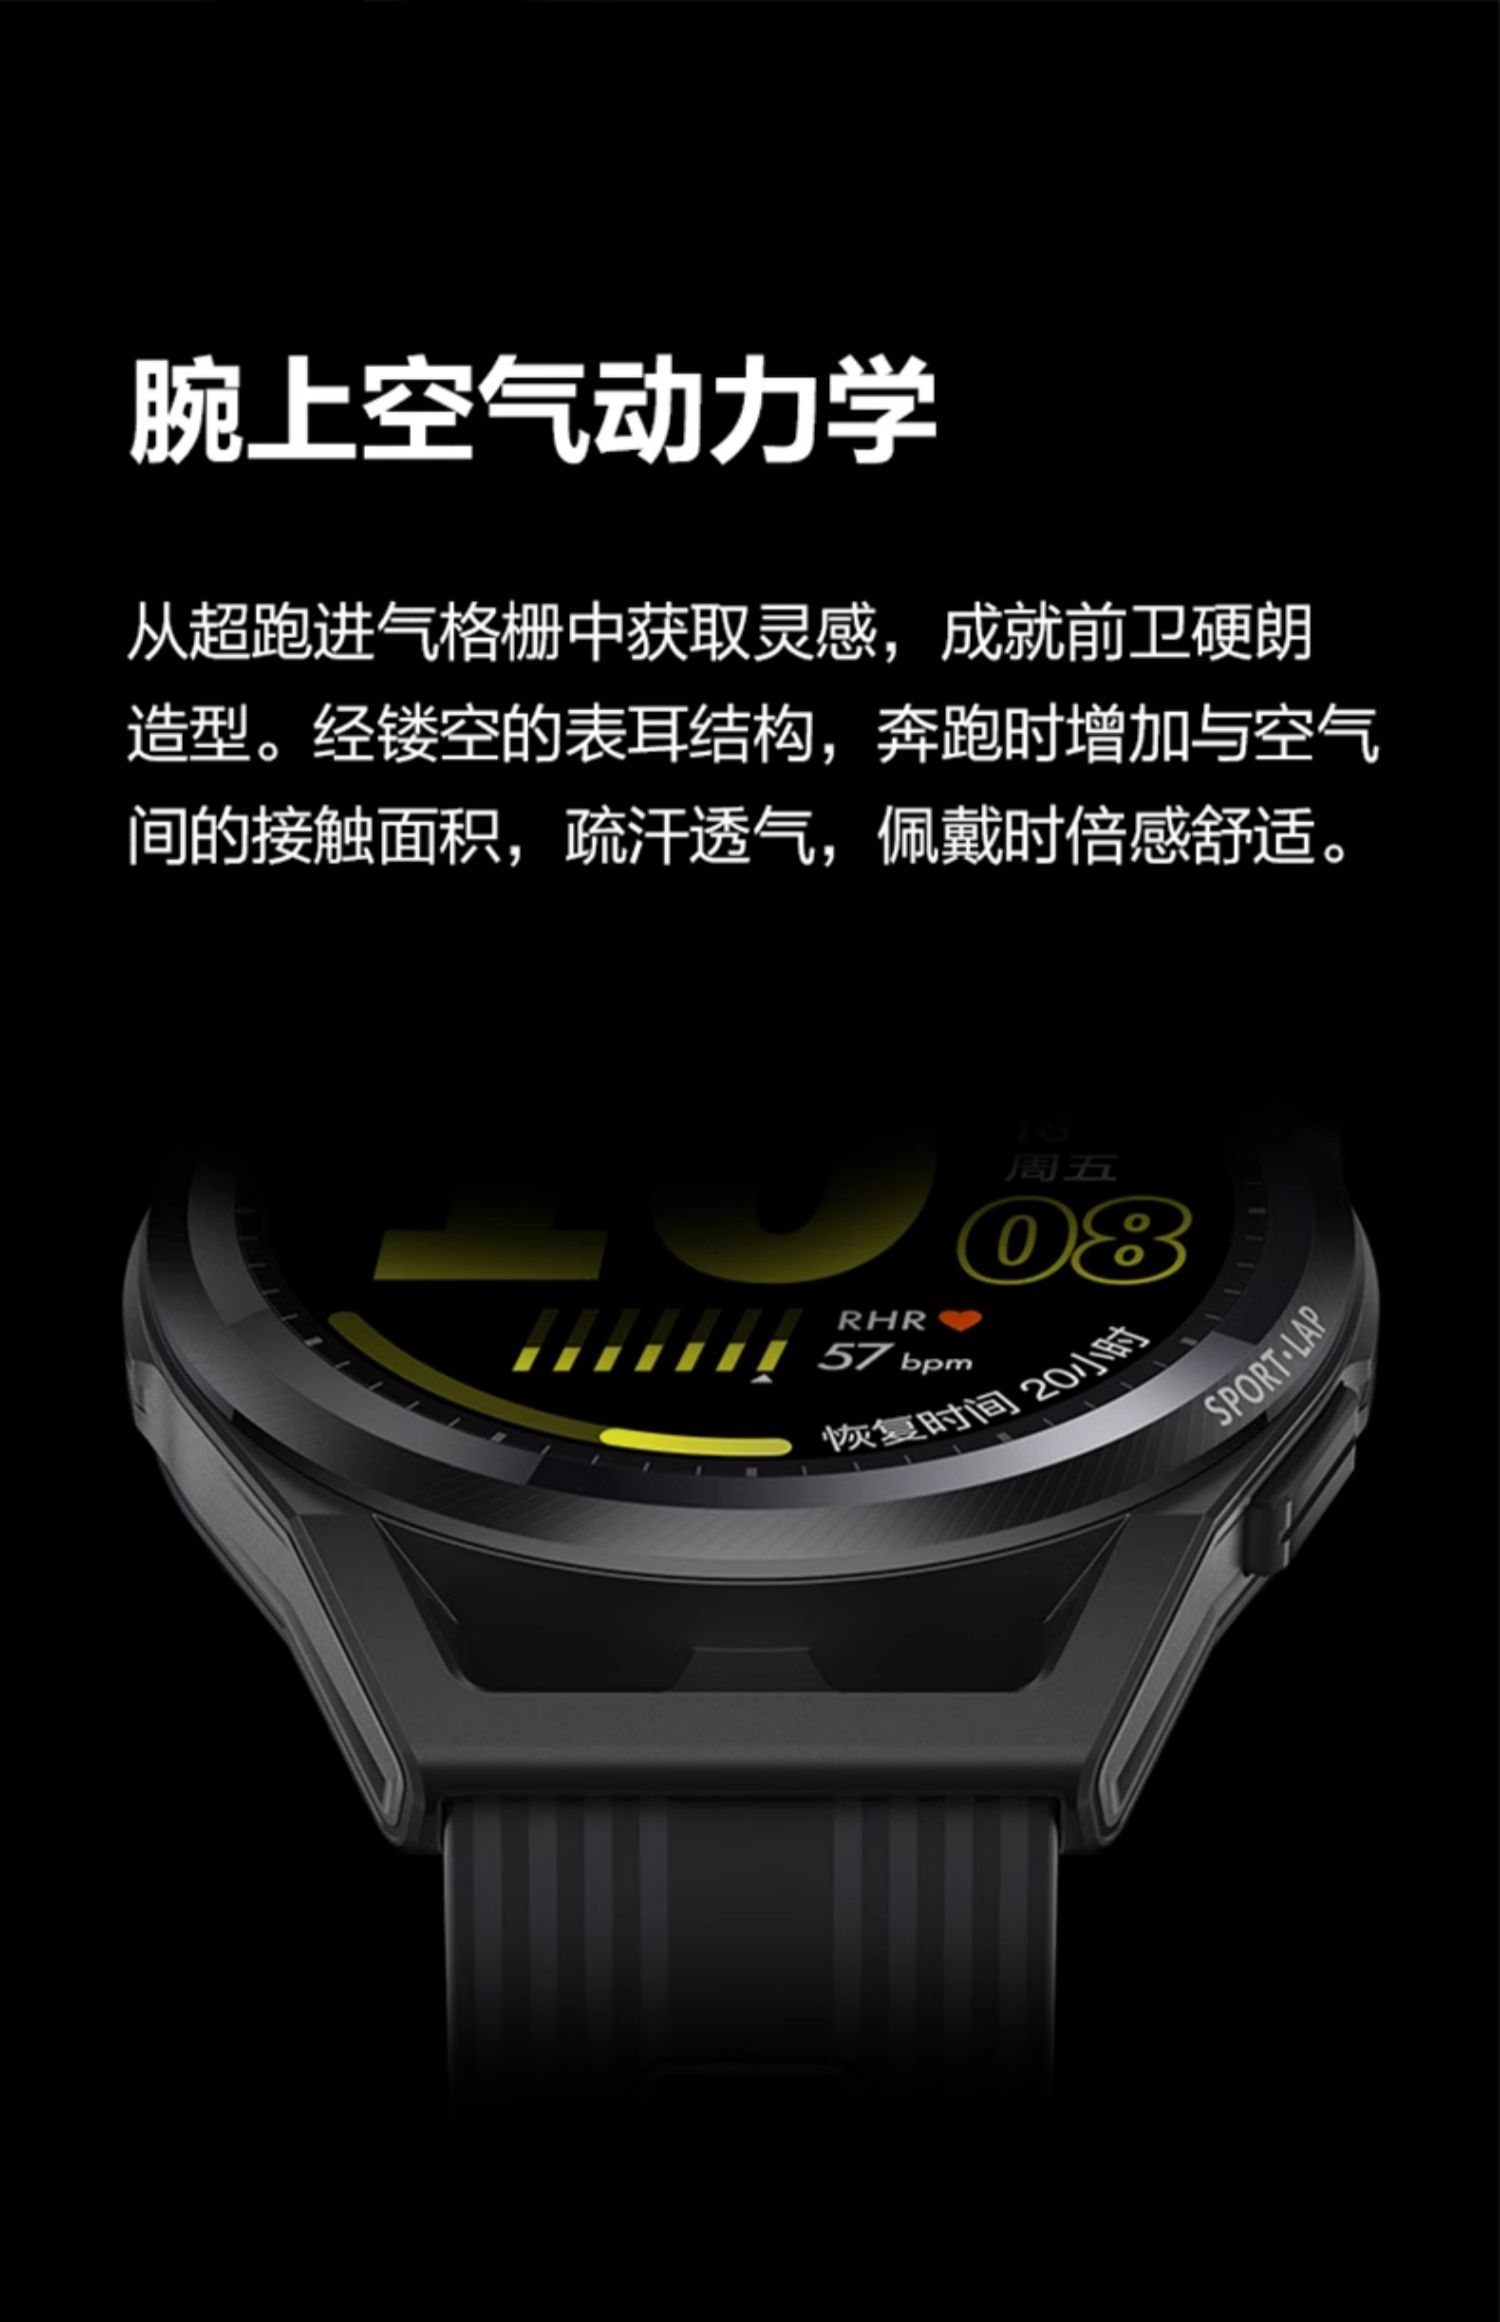 腕上空气动力学
从超跑进气格栅中获取灵感，成就前卫硬朗
造型。经镂空的表耳结构，奔跑时增加与空气
间的接触面积，疏汗透气，佩戴时倍感舒适。
周五
08
RHR
57 bpm
恢复时间 20小时
SPORT·LAP